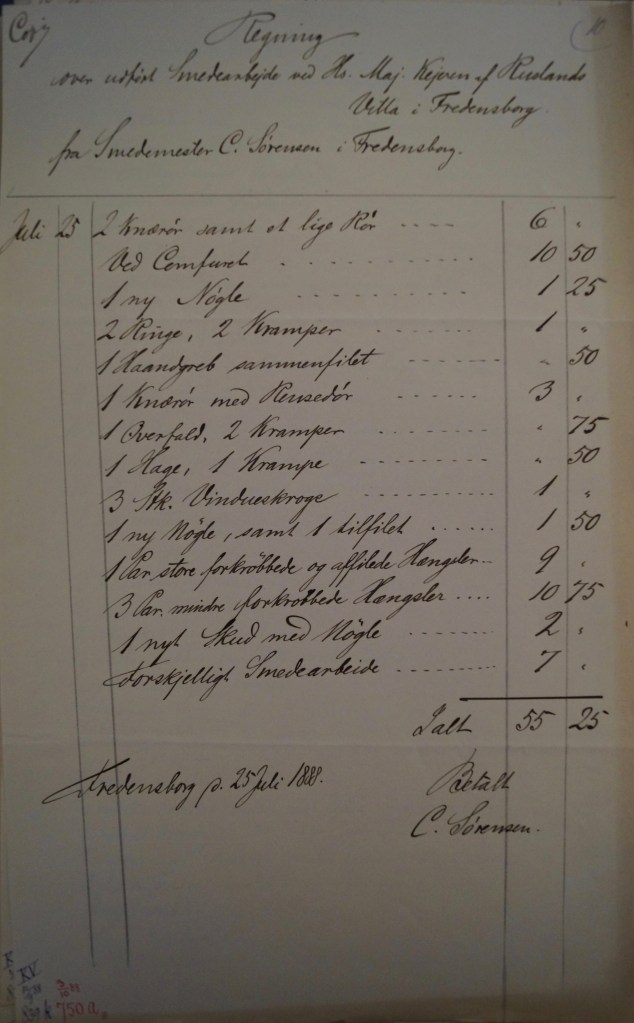 Copy
10
Regning
over udført Smedearbejde ved Hs. Maj. Kejeren af Ruslands
Villa i Fredensborg.
fra Smedemester C. Sørensen i Fredensborg.
Juli 25 2 Knærør samt et lige Rør .... 6 "
Ved Comfuret .......... 10 50
1 ny Nøgle .......... 1 25
2 Ringe, 2 Kramper ........ 1 "
1 Haandgreb sammenfilet ........ " 50
1 Knærør med Rensedør ...... 3 "
1 Overfald, 2 Kramper ........ " 75
1 Hage, 1 Krampe ......... " 50
3 Stk. Vindueskroge ......... 1 "
1 ny Nøgle, samt 1 tilfilet ...... 1 50
1 Par store forkrøbbede og affilede Hængsler .. 9 "
3 Par mindre forkrøbbede Hængsler .... 10 75
1 nyt Skud med Nøgle ....... 2 "
Forskjelligt Smedearbeide ......... 7 "
Ialt 55 25
Fredensborg d. 25 Juli 1888. Betalt
C. Sørensen.
750 a.